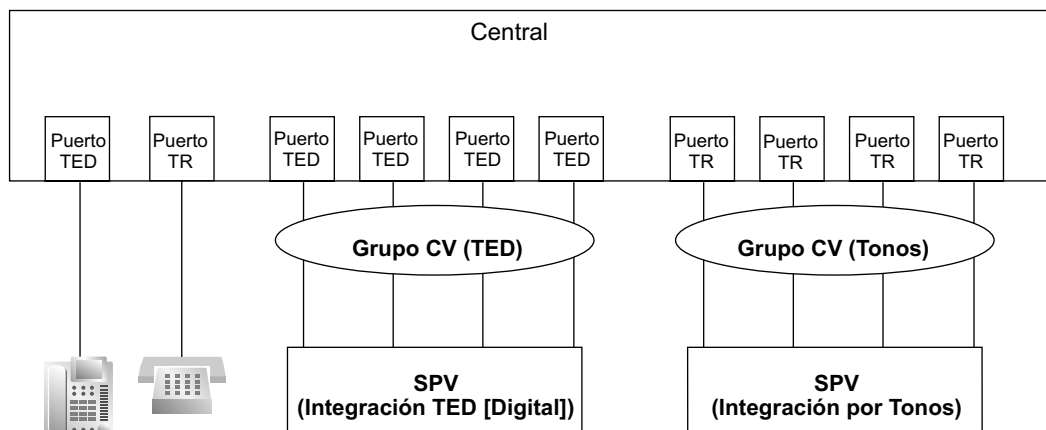 Central
Puerto TED
Puerto TR
Puerto TED
Puerto TED
Puerto TED
Puerto TED
Puerto TR
Puerto TR
Puerto TR
Puerto TR
Grupo CV (TED)
Grupo CV (Tonos)
SPV
(Integración TED [Digital])
SPV
(Integración por Tonos)